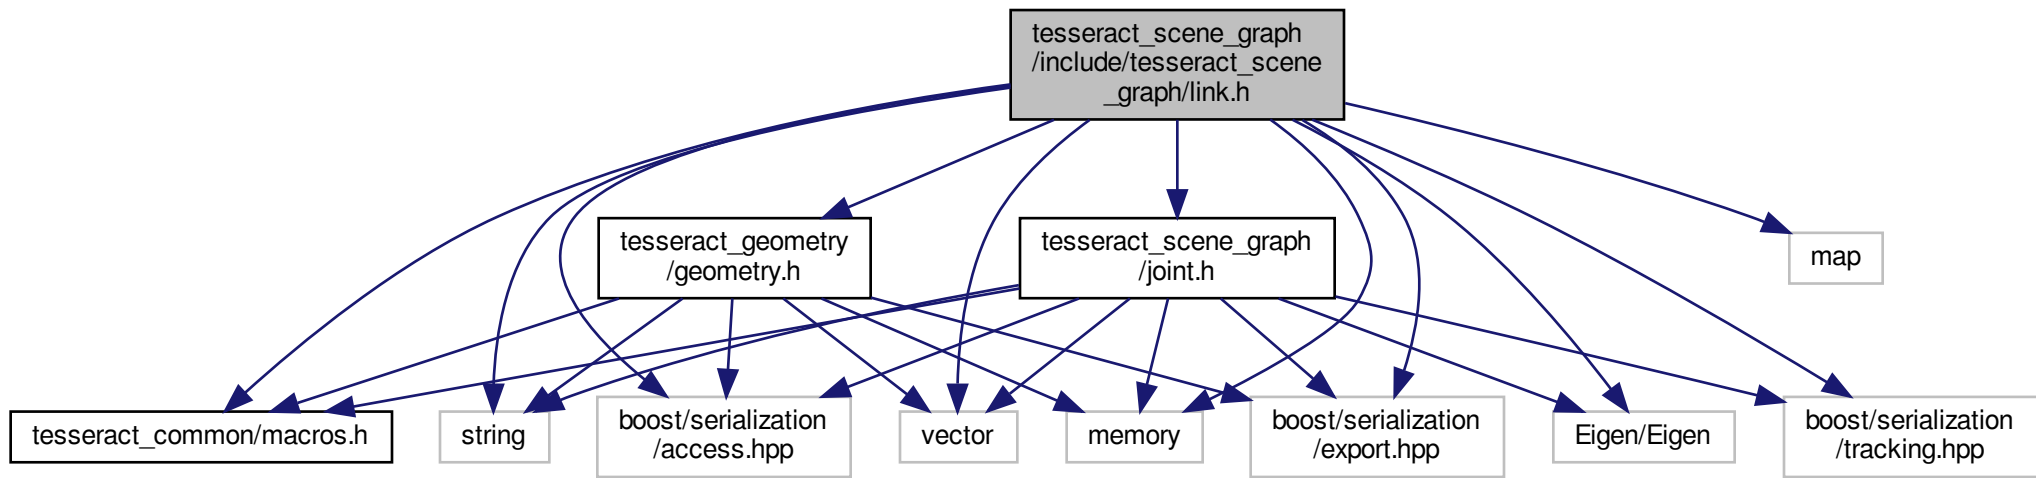 tesseract_scene_graph
/include/tesseract_scene
_graph/link.h
tesseract_geometry
/geometry.h
tesseract_scene_graph
/joint.h
map
tesseract_common/macros.h
string
boost/serialization
/access.hpp
vector
memory
boost/serialization
/export.hpp
Eigen/Eigen
boost/serialization
/tracking.hpp